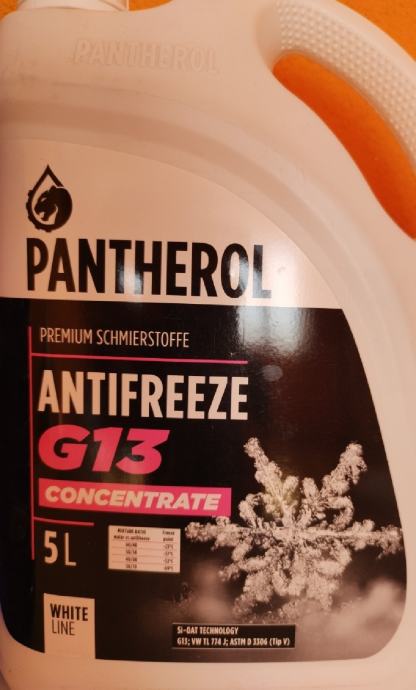 PANTHEROL
PANTHEROL
PREMIUM SCHMIERSTOFFE
ANTIFREEZE
G13
CONCENTRATE
5 L
WHITE
LINE
Si-OAT TECHNOLOGY
G13; VW TL 774 J; ASTM D 3306 (Tip V)